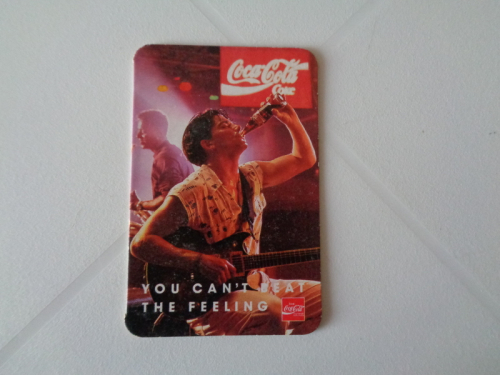 Coca-Cola
Coke
YOU CAN'T BEAT
THE FEELING
Coca-Cola